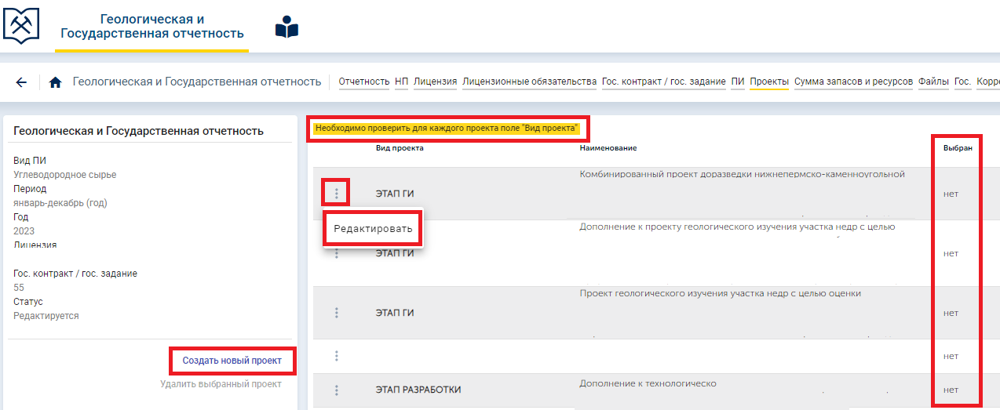 Геологическая и
Государственная отчетность
Геологическая и Государственная отчетность
Отчетность НП Лицензия Лицензионные обязательства Гос. контракт / гос. задание ПИ Проекты Сумма запасов и ресурсов Файлы Гос. Корре
Геологическая и Государственная отчетность
Вид ПИ
Углеводородное сырье
Период
январь-декабрь (год)
Год
2023
Лицензия
Гос. контракт / гос. задание
55
Статус
Редактируется
Создать новый проект
Удалить выбранный проект
Необходимо проверить для каждого проекта поле "Вид проекта"
Вид проекта Наименование Выбран
ЭТАП ГИ Комбинированный проект доразведки нижнепермско-каменноугольной нет
Редактировать
ЭТАП ГИ Дополнение к проекту геологического изучения участка недр с целью нет
ЭТАП ГИ Проект геологического изучения участка недр с целью оценки нет
нет
ЭТАП РАЗРАБОТКИ Дополнение к технологическо нет